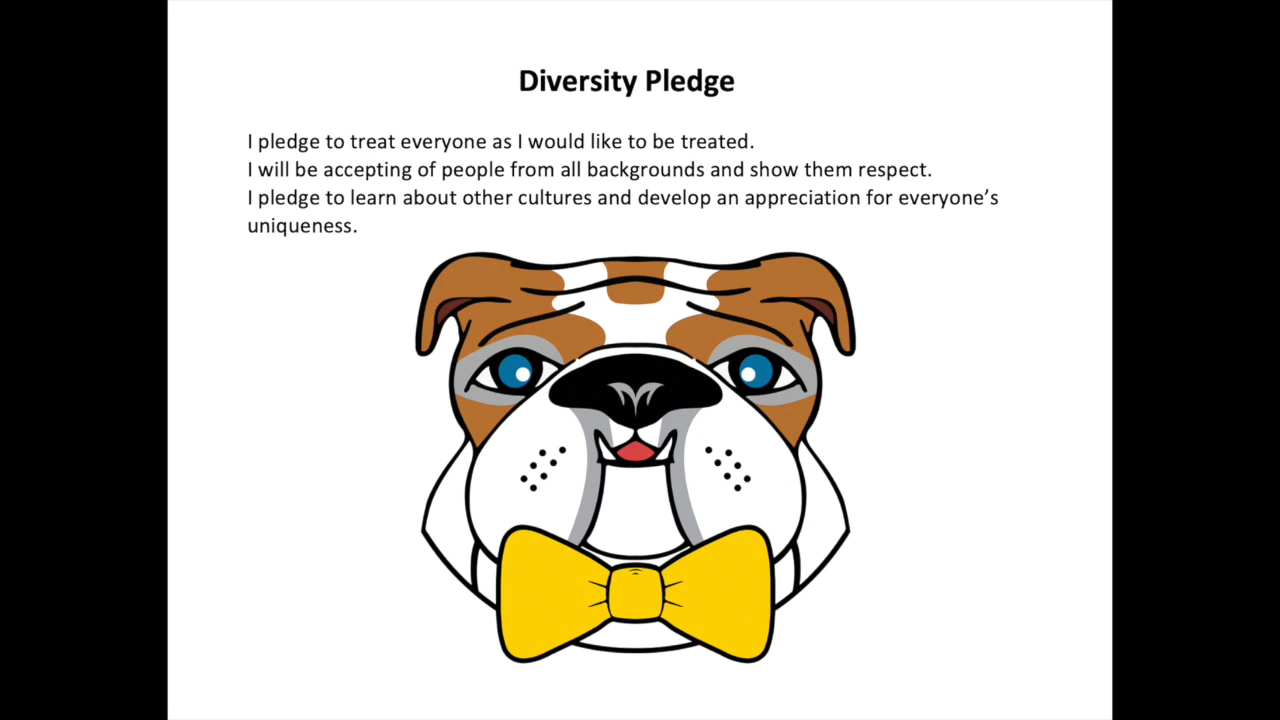 Diversity Pledge
I pledge to treat everyone as I would like to be treated.
I will be accepting of people from all backgrounds and show them respect.
I pledge to learn about other cultures and develop an appreciation for everyone’s
uniqueness.